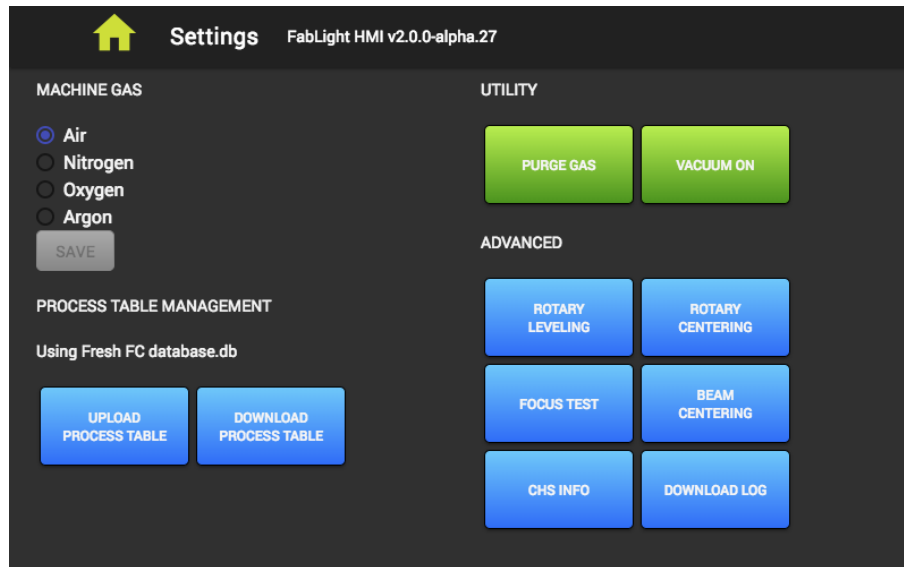 Settings FabLight HMI v2.0.0-alpha.27
MACHINE GAS
Air
Nitrogen
Oxygen
Argon
SAVE
PROCESS TABLE MANAGEMENT
Using Fresh FC database.db
UPLOAD
PROCESS TABLE
DOWNLOAD
PROCESS TABLE
UTILITY
PURGE GAS
VACUUM ON
ADVANCED
ROTARY
LEVELING
ROTARY
CENTERING
FOCUS TEST
BEAM
CENTERING
CHS INFO
DOWNLOAD LOG